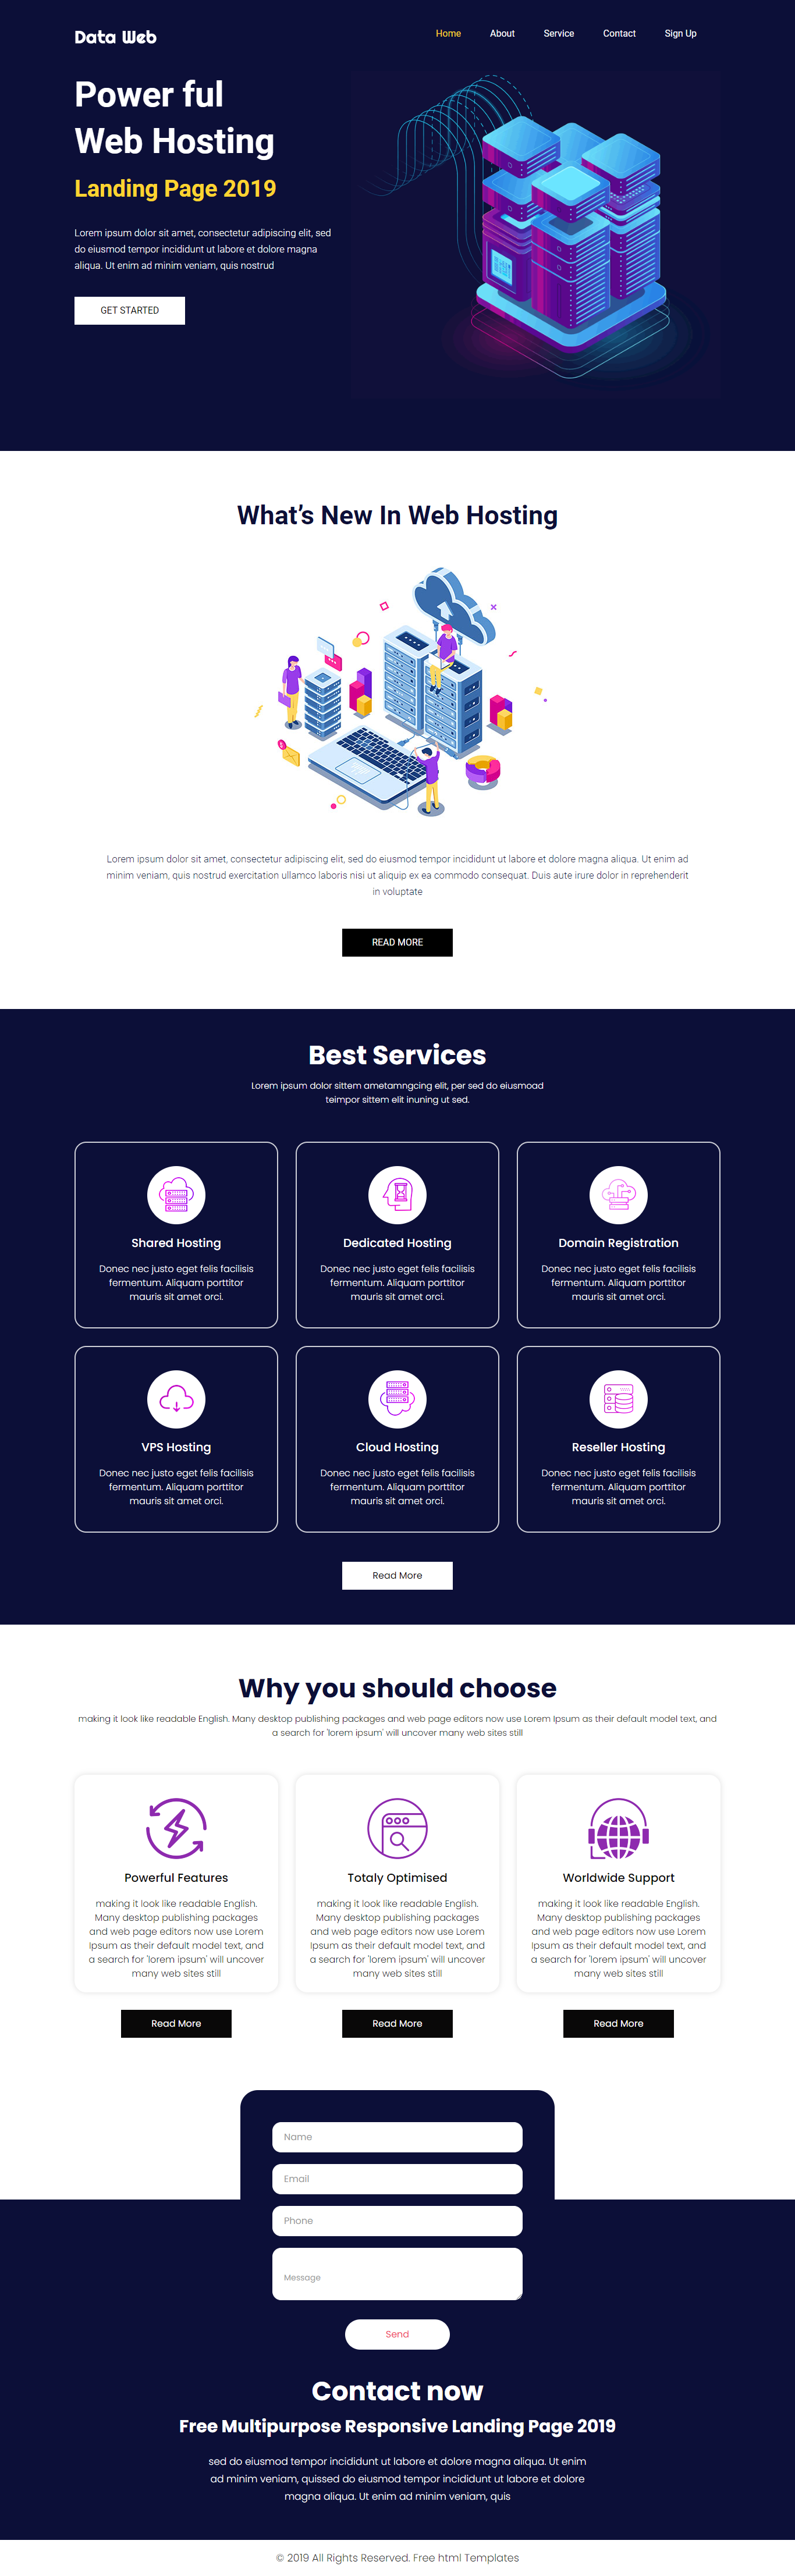 Data Web
Home About Service Contact Sign Up
Power ful
Web Hosting
Landing Page 2019
Lorem ipsum dolor sit amet, consectetur adipiscing elit, sed
do eiusmod tempor incididunt ut labore et dolore magna
aliqua. Ut enim ad minim veniam, quis nostrud
GET STARTED
What's New In Web Hosting
Lorem ipsum dolor sit amet, consectetur adipiscing elit, sed do eiusmod tempor incididunt ut labore et dolore magna aliqua. Ut enim ad
minim veniam, quis nostrud exercitation ullamco laboris nisi ut aliquip ex ea commodo consequat. Duis aute irure dolor in reprehenderit
in voluptate
READ MORE
Best Services
Lorem ipsum dolor sittem ametamngcing elit, per sed do eiusmoad
teimpor sittem elit inuning ut sed.
Shared Hosting
Donec nec justo eget felis facilisis
fermentum. Aliquam porttitor
mauris sit amet orci.
Dedicated Hosting
Donec nec justo eget felis facilisis
fermentum. Aliquam porttitor
mauris sit amet orci.
Domain Registration
Donec nec justo eget felis facilisis
fermentum. Aliquam porttitor
mauris sit amet orci.
VPS Hosting
Donec nec justo eget felis facilisis
fermentum. Aliquam porttitor
mauris sit amet orci.
Cloud Hosting
Donec nec justo eget felis facilisis
fermentum. Aliquam porttitor
mauris sit amet orci.
Reseller Hosting
Donec nec justo eget felis facilisis
fermentum. Aliquam porttitor
mauris sit amet orci.
Read More
Why you should choose
making it look like readable English. Many desktop publishing packages and web page editors now use Lorem Ipsum as their default model text, and
a search for 'lorem ipsum' will uncover many web sites still
Powerful Features
making it look like readable English.
Many desktop publishing packages
and web page editors now use Lorem
Ipsum as their default model text, and
a search for 'lorem ipsum' will uncover
many web sites still
Read More
Totaly Optimised
making it look like readable English.
Many desktop publishing packages
and web page editors now use Lorem
Ipsum as their default model text, and
a search for 'lorem ipsum' will uncover
many web sites still
Read More
Worldwide Support
making it look like readable English.
Many desktop publishing packages
and web page editors now use Lorem
Ipsum as their default model text, and
a search for 'lorem ipsum' will uncover
many web sites still
Read More
Name
Email
Phone
Message
Send
Contact now
Free Multipurpose Responsive Landing Page 2019
sed do eiusmod tempor incididunt ut labore et dolore magna aliqua. Ut enim
ad minim veniam, quissed do eiusmod tempor incididunt ut labore et dolore
magna aliqua. Ut enim ad minim veniam, quis
© 2019 All Rights Reserved. Free html Templates